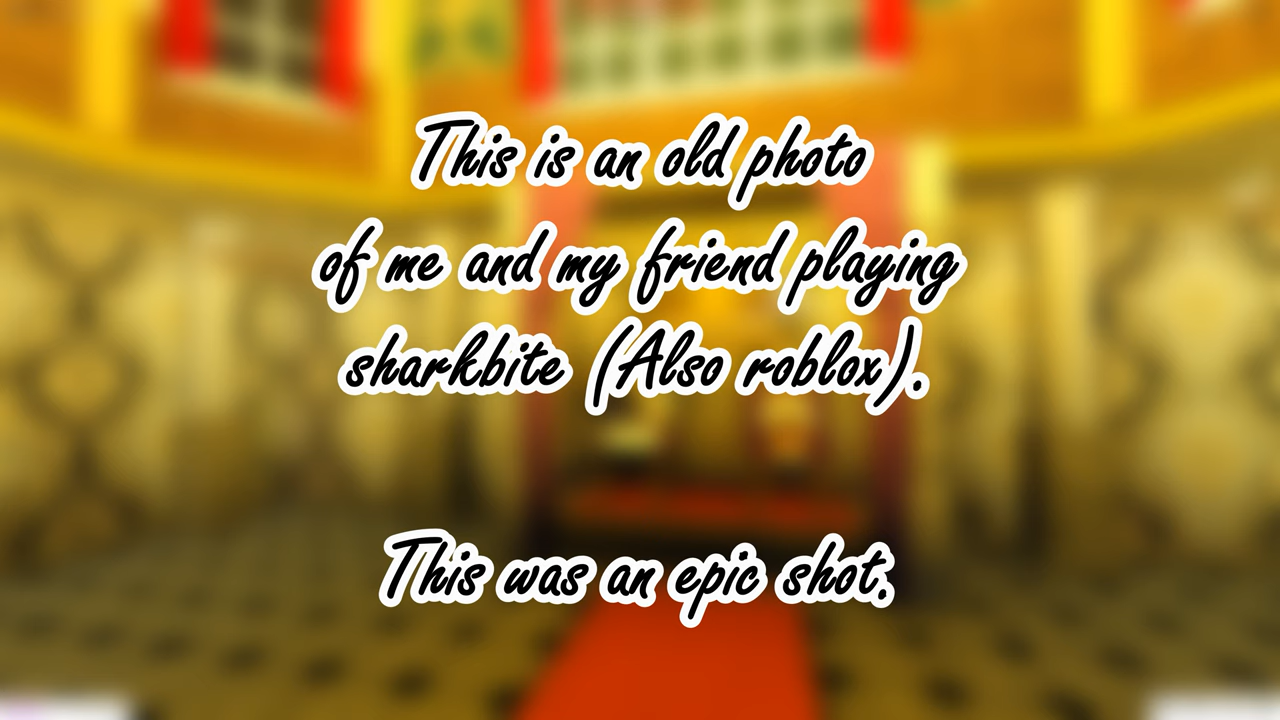 This is an old photo
of me and my friend playing
sharkbite (Also roblox).
This was an epic shot.